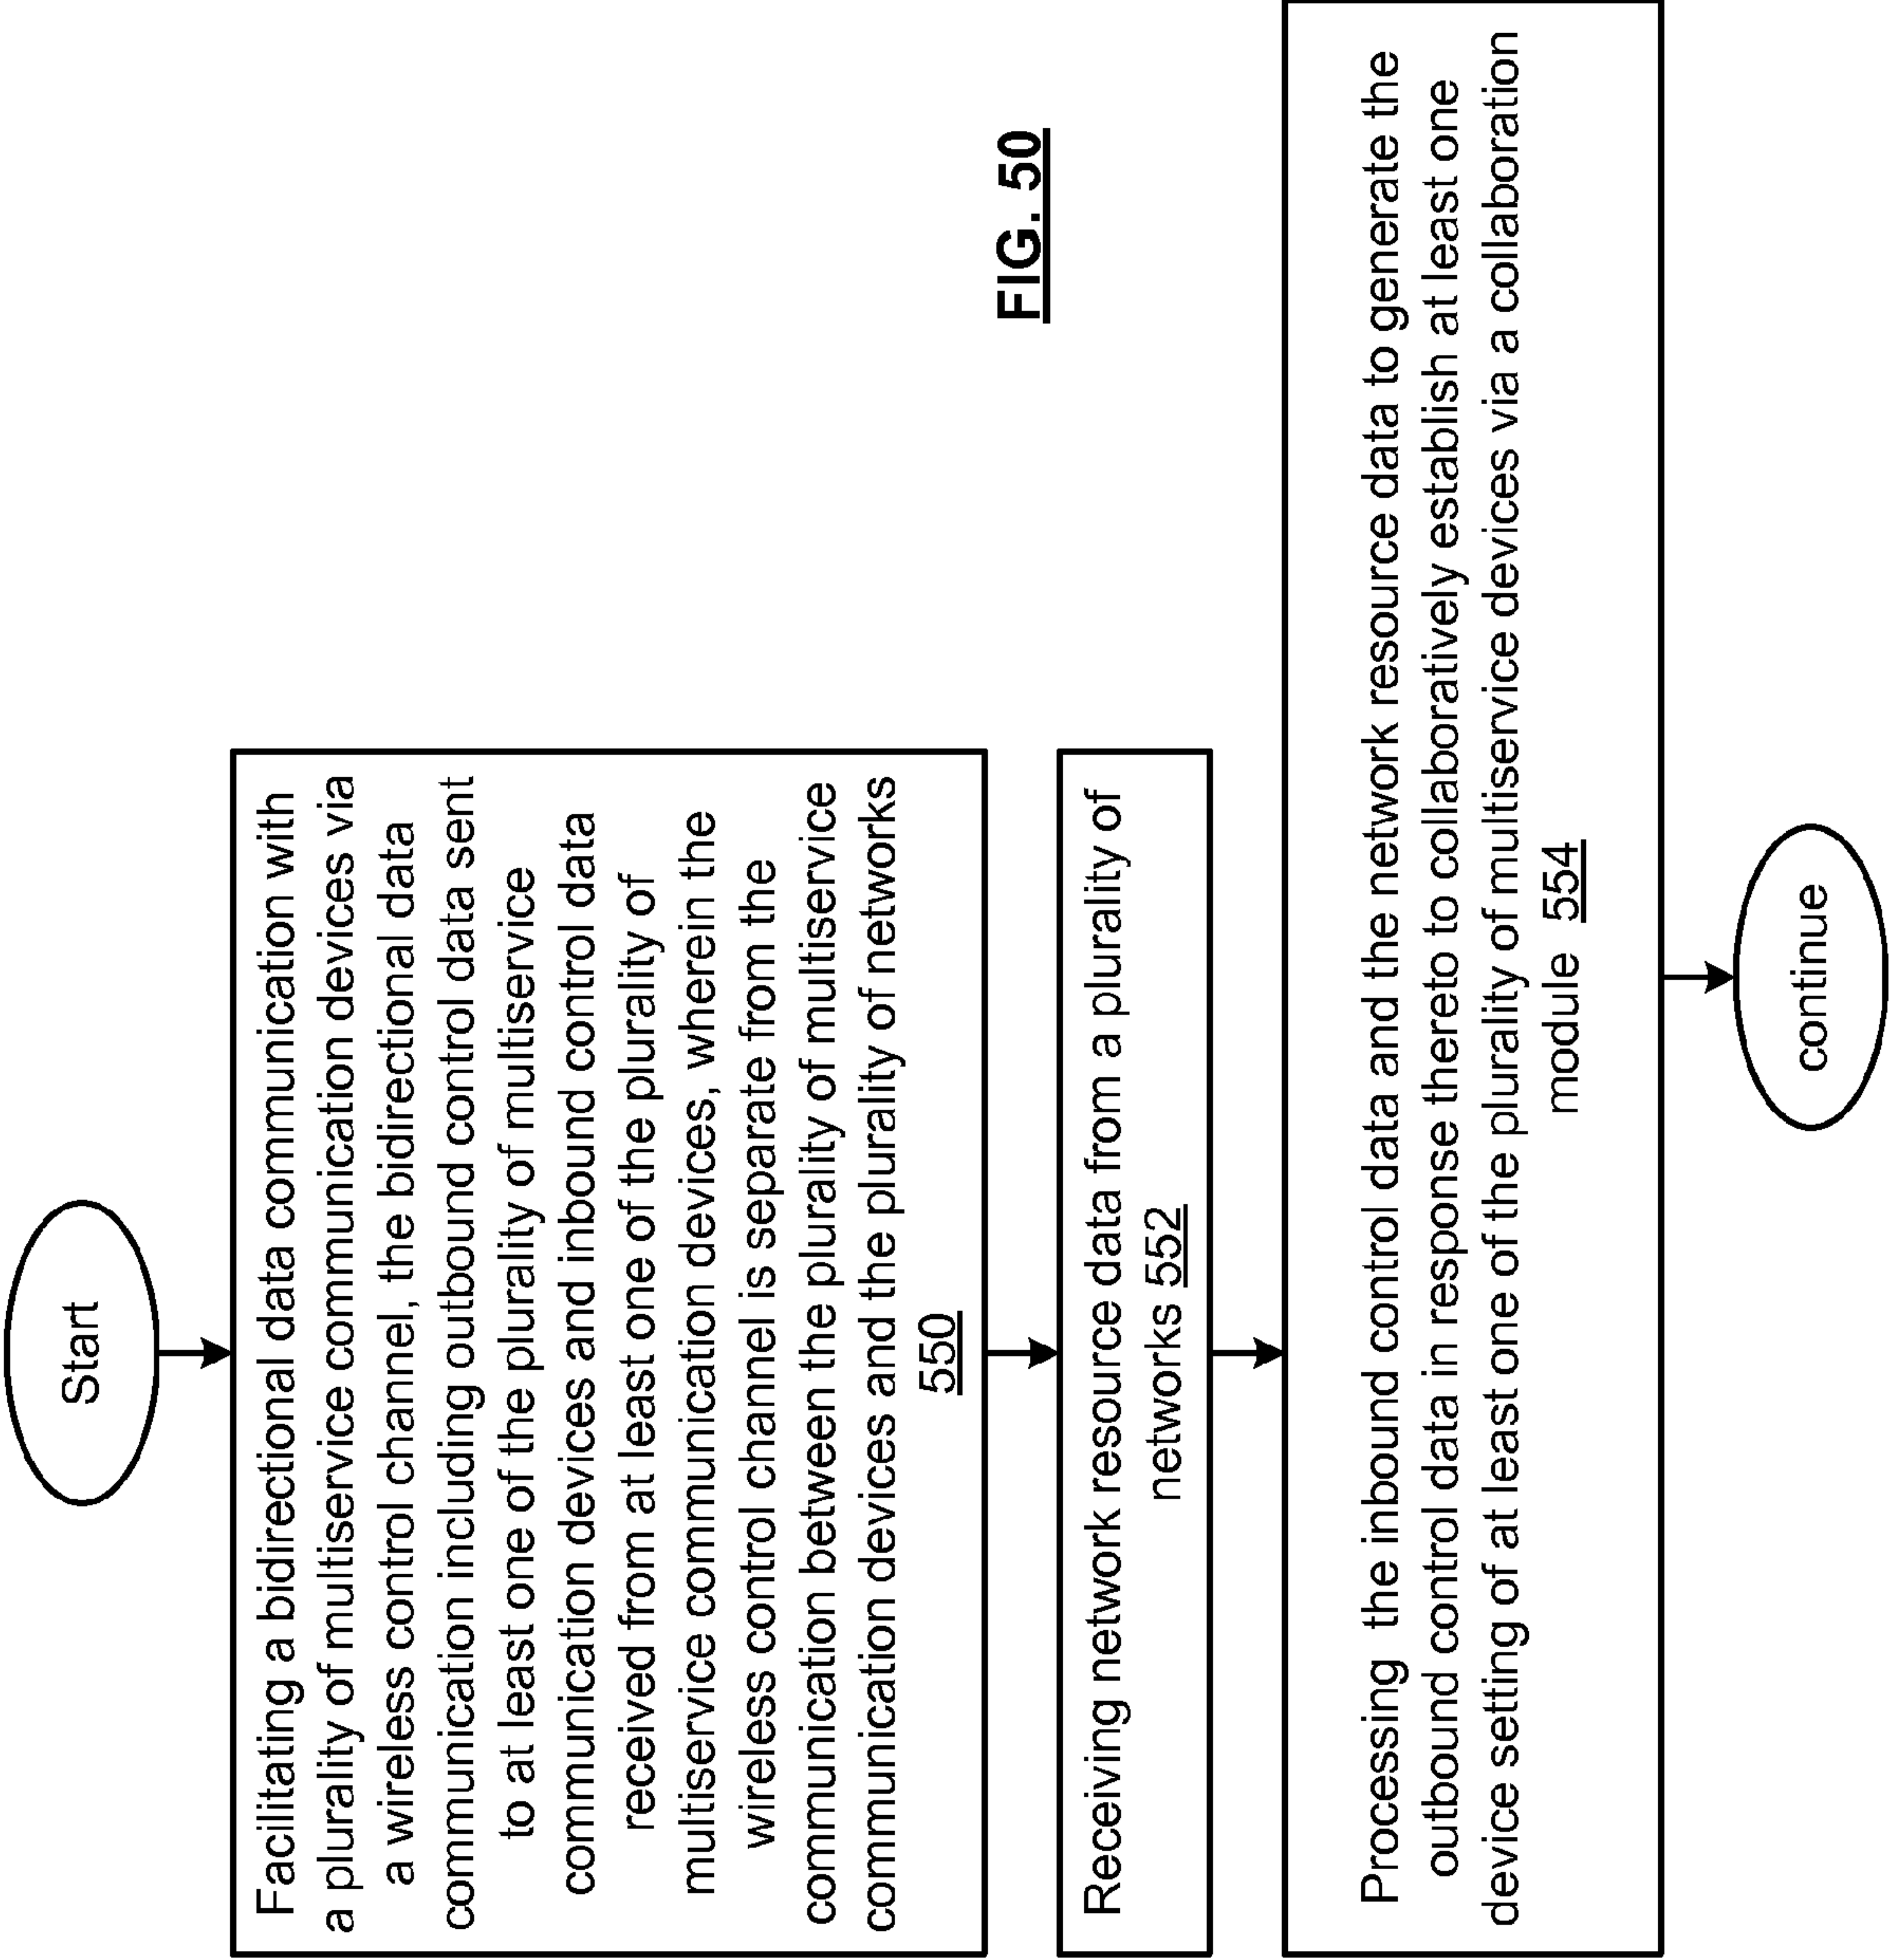 Start
Facilitating a bidirectional data communication with
a plurality of multiservice communication devices via
a wireless control channel, the bidirectional data
communication including outbound control data sent
to at least one of the plurality of multiservice
communication devices and inbound control data
received from at least one of the plurality of
multiservice communication devices, wherein the
wireless control channel is separate from the
communication between the plurality of multiservice
communication devices and the plurality of networks
550
Receiving network resource data from a plurality of
networks 552
Processing the inbound control data and the network resource data to generate the
outbound control data in response thereto to collaboratively establish at least one
device setting of at least one of the plurality of multiservice devices via a collaboration
module 554
continue
FIG. 50